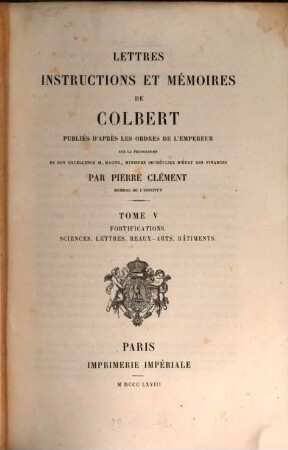 LETTRES
INSTRUCTIONS ET MÉMOIRES
DE
COLBERT
PUBLIÉS D'APRÈS LES ORDRES DE L'EMPEREUR
SUR LA PROPOSITION
DE SON EXCELLENCE M. MAGNE, MINISTRE SECRÉTAIRE D'ÉTAT DES FINANCES
PAR PIERRE CLÉMENT
MEMBRE DE L'INSTITUT
TOME V
FORTIFICATIONS
SCIENCES, LETTRES, BEAUX-ARTS, BÂTIMENTS
PARIS
IMPRIMERIE IMPÉRIALE
M DCCC LXVIII